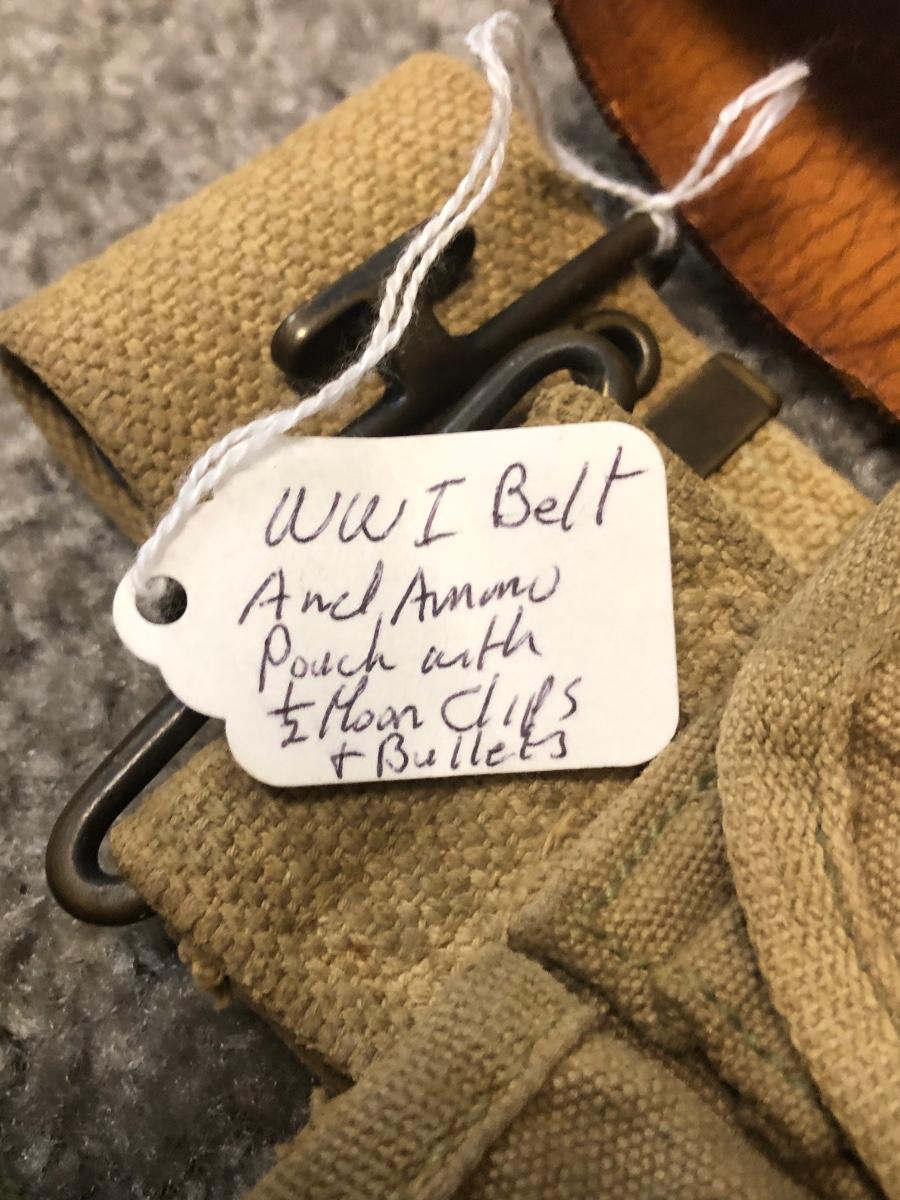 WW I Belt
And Ammo
Pouch with
1/2 Moon Clips
+ Bullets